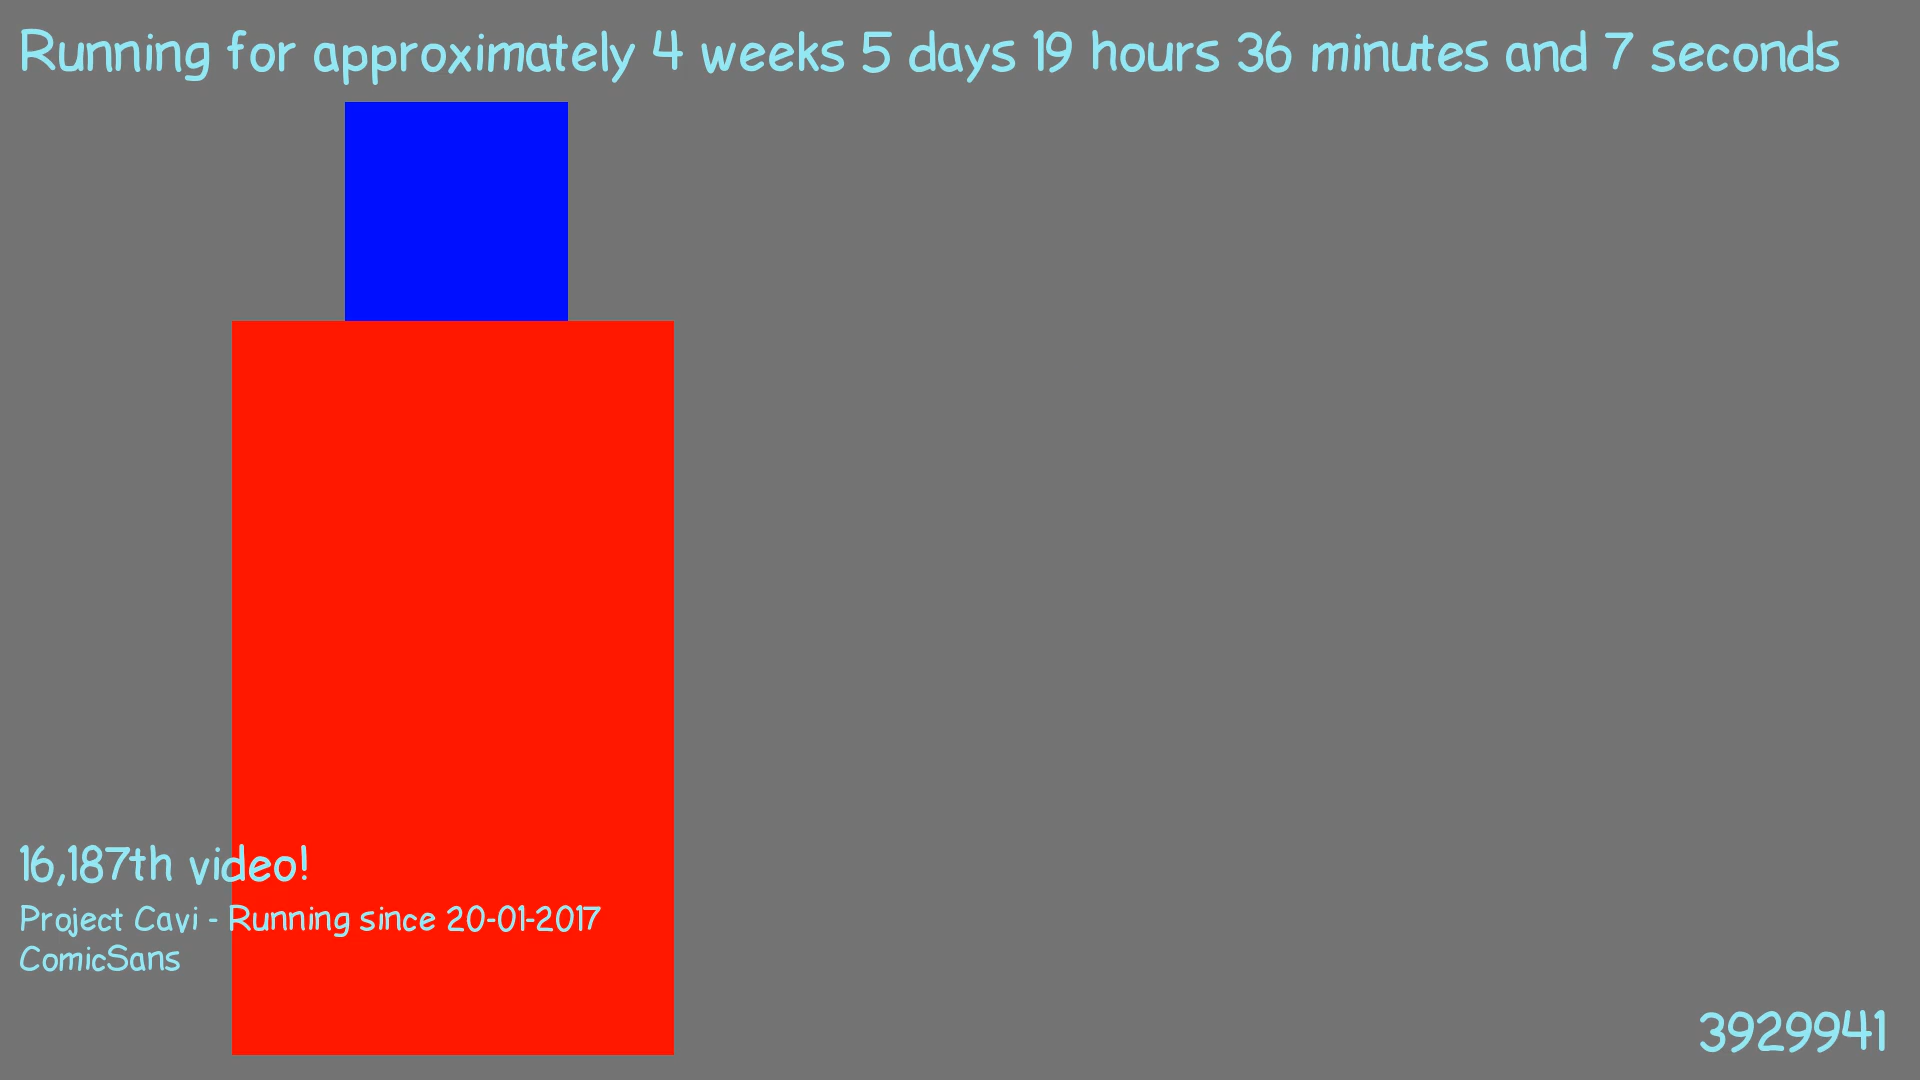 Running for approximately 4 weeks 5 days 19 hours 36 minutes and 7 seconds
16,187th video!
Project Cavi - Running since 20-01-2017
ComicSans
3929941